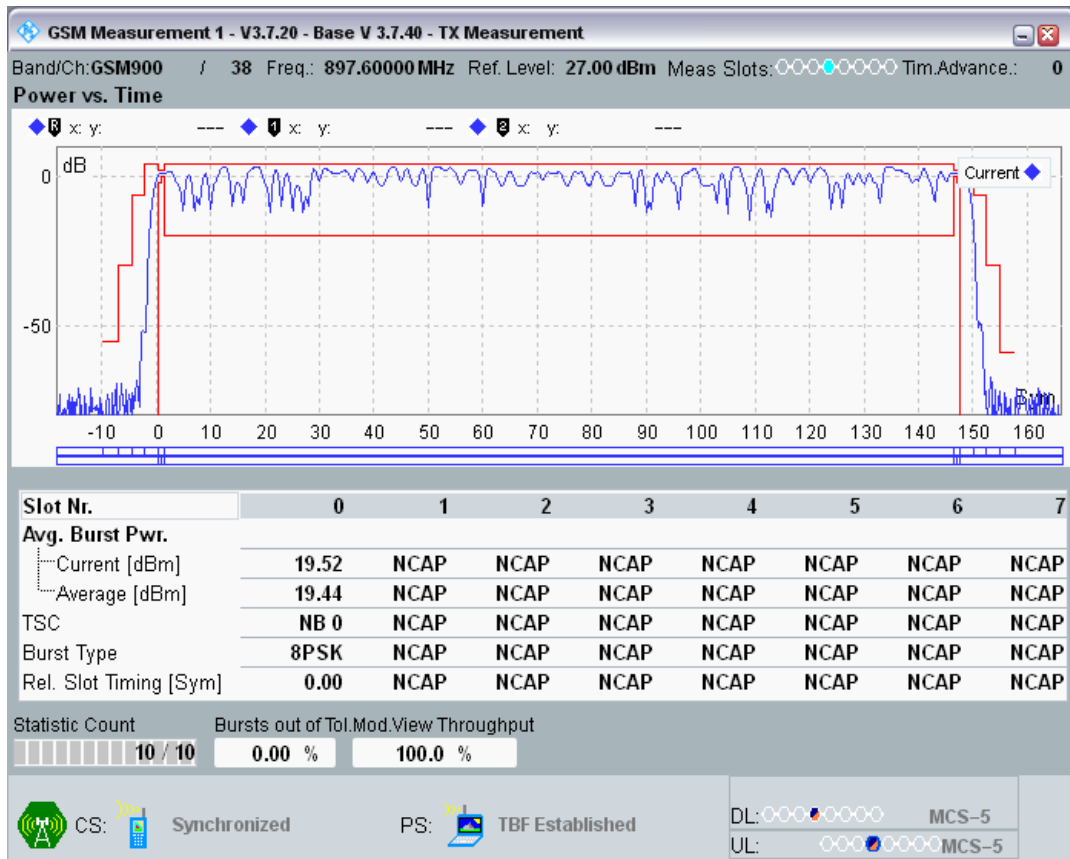 GSM Measurement 1 - V3.7.20 - Base V 3.7.40 - TX Measurement
Band/Ch:GSM900 / 38 Freq.: 897.60000 MHz Ref. Level: 27.00 dBm Meas Slots: Tim.Advance.: 0
Power vs. Time
R x: y: --- 1 x: y: --- 2 x: y: ---
dB
Current
0
-50
Sym
-10 0 10 20 30 40 50 60 70 80 90 100 110 120 130 140 150 160
Slot Nr. 0 1 2 3 4 5 6 7
Avg. Burst Pwr.
Current [dBm] 19.52 NCAP NCAP NCAP NCAP NCAP NCAP NCAP
Average [dBm] 19.44 NCAP NCAP NCAP NCAP NCAP NCAP NCAP
TSC NB 0 NCAP NCAP NCAP NCAP NCAP NCAP NCAP
Burst Type 8PSK NCAP NCAP NCAP NCAP NCAP NCAP NCAP
Rel. Slot Timing [Sym] 0.00 NCAP NCAP NCAP NCAP NCAP NCAP NCAP
Statistic Count Bursts out of Tol.Mod.View Throughput
10 / 10 0.00 % 100.0 %
CS: Synchronized PS: TBF Established DL: MCS-5
UL: MCS-5